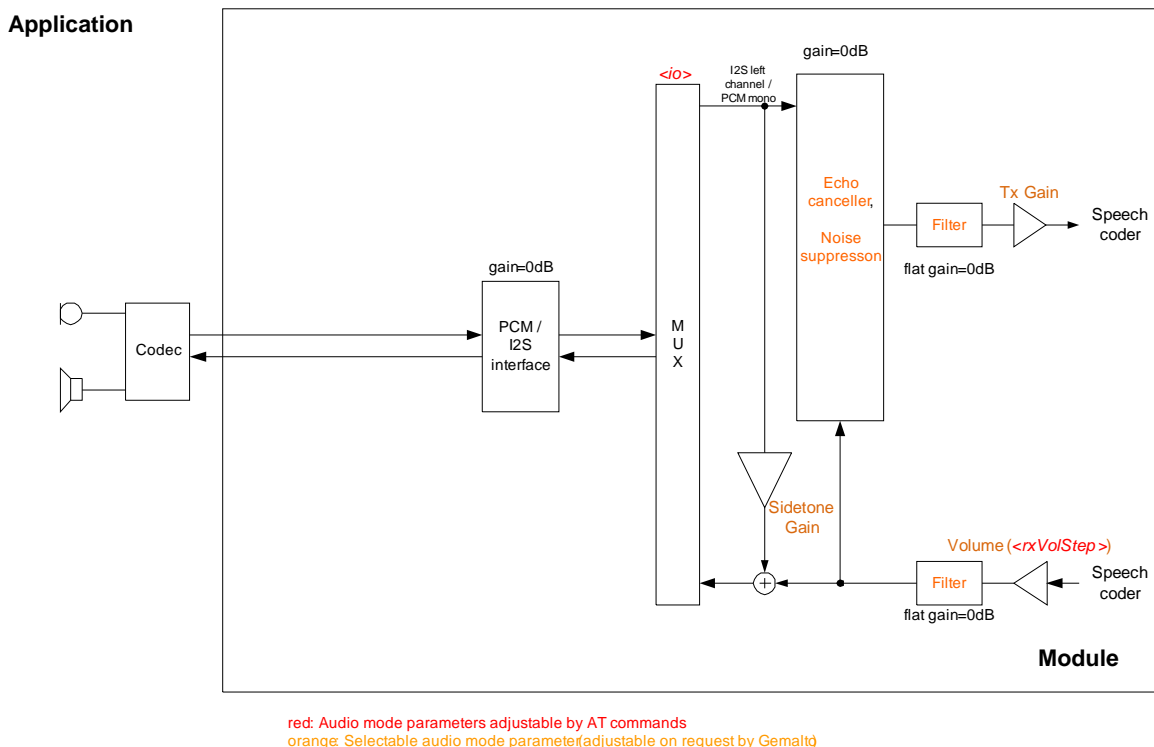 Application
gain=0dB
<io>
I2S left
channel /
PCM mono
Echo
canceller,
Noise
suppresson
Tx Gain
Filter
flat gain=0dB
Speech
coder
gain=0dB
PCM /
I2S
interface
Codec
M
U
X
Sidetone
Gain
Volume (<rxVolStep>)
Filter
flat gain=0dB
Speech
coder
Module
red: Audio mode parameters adjustable by AT commands
orange: Selectable audio mode parameter(adjustable on request by Gemalto)